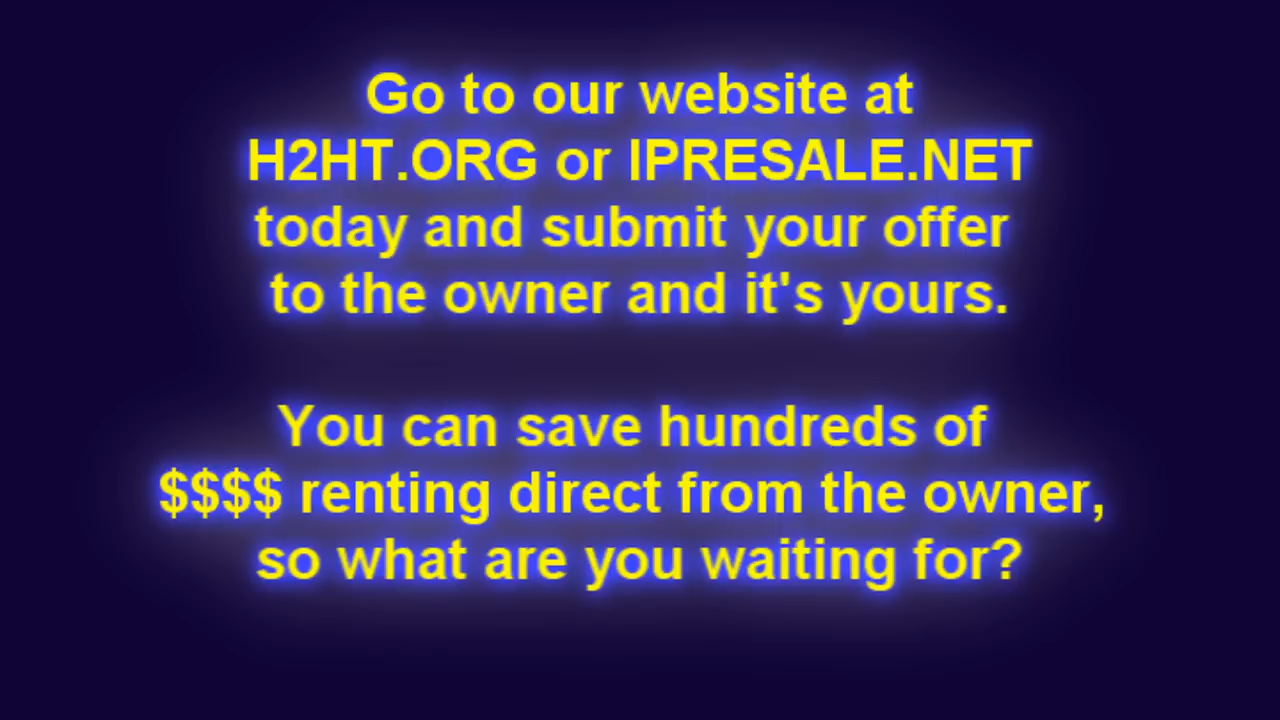 Go to our website at
H2HT.ORG or IPRESALE.NET
today and submit your offer
to the owner and it's yours.
You can save hundreds of
$$$$ renting direct from the owner,
so what are you waiting for?